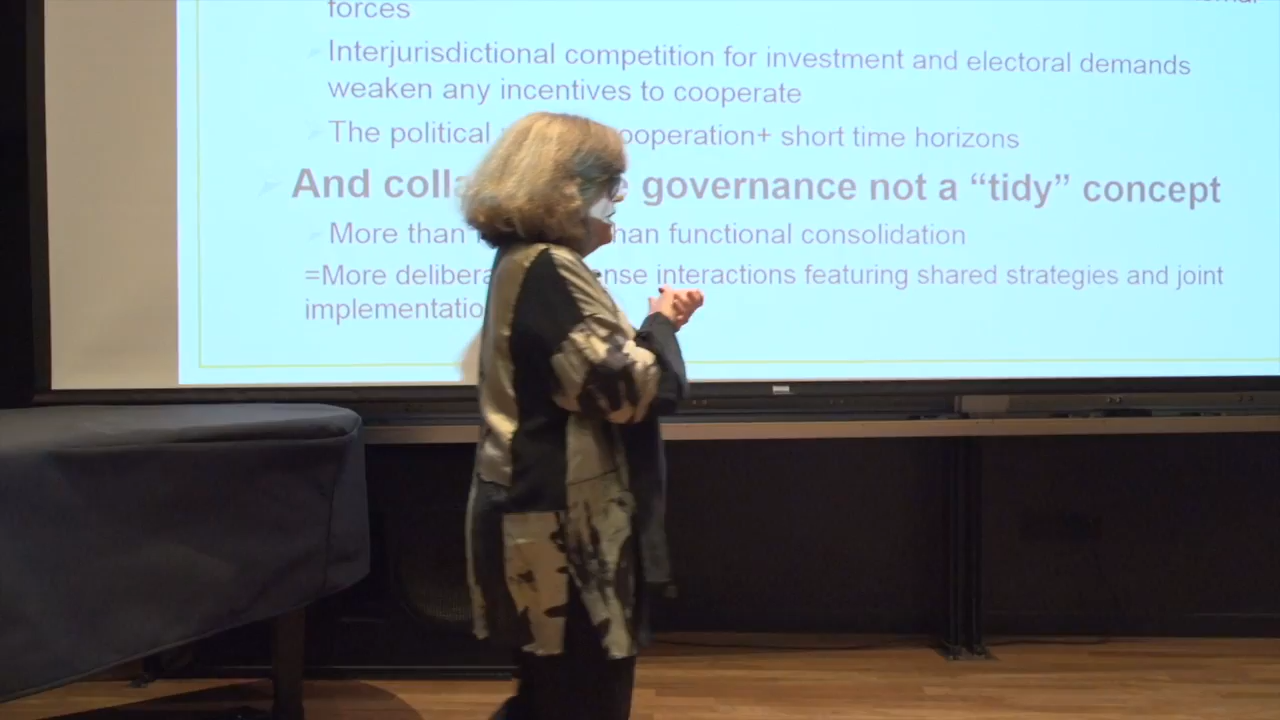 forces
Interjurisdictional competition for investment and electoral demands
weaken any incentives to cooperate
The political ooperation+ short time horizons
And coll governance not a “tidy” concept
More than han functional consolidation
=More delibera nse interactions featuring shared strategies and joint
implementatio